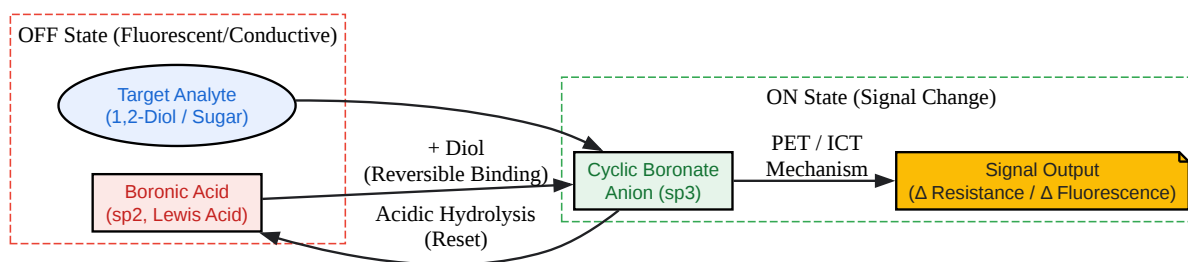 OFF State (Fluorescent/Conductive)
Target Analyte
(1,2-Diol / Sugar)
Boronic Acid
(sp2, Lewis Acid)
+ Diol
(Reversible Binding)
Acidic Hydrolysis
(Reset)
ON State (Signal Change)
Cyclic Boronate
Anion (sp3)
PET / ICT
Mechanism
Signal Output
(Δ Resistance / Δ Fluorescence)